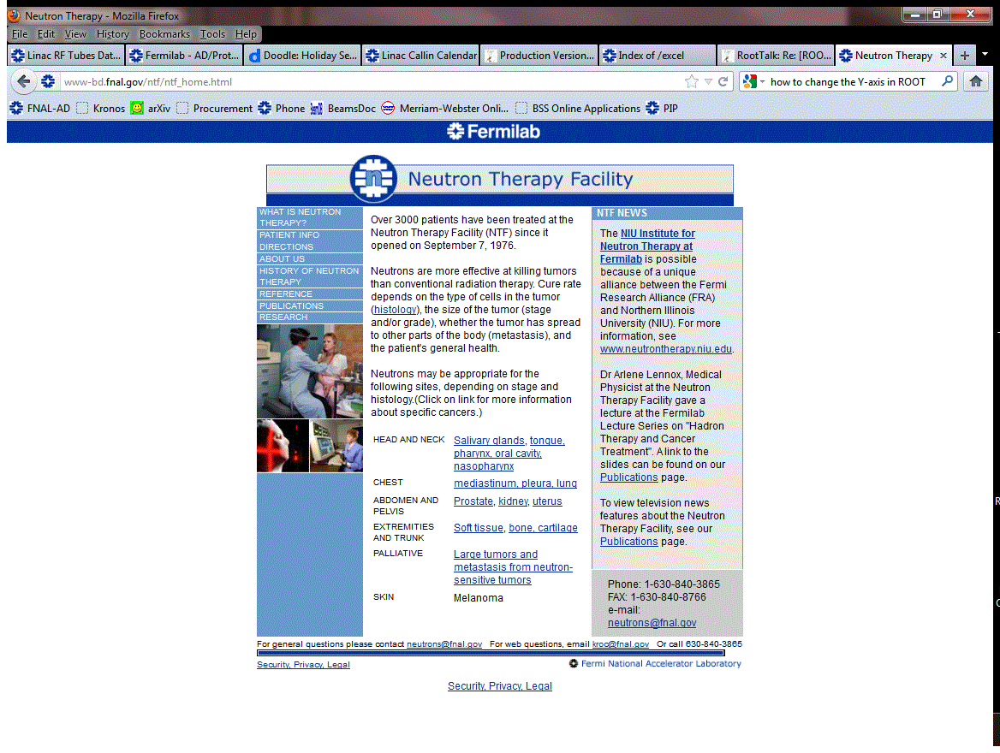 Neutron Therapy - Mozilla Firefox
File Edit View History Bookmarks Tools Help
Linac RF Tubes Dat... Fermilab - AD/Prot... Doodle: Holiday Se... Linac Callin Calendar Production Version... Index of /excel RootTalk: Re: [ROO... Neutron Therapy
www-bd.fnal.gov/ntf/ntf_home.html how to change the Y-axis in ROOT
FNAL-AD Kronos arXiv Procurement Phone BeamsDoc Merriam-Webster Onli... BSS Online Applications PIP
Fermilab
n Neutron Therapy Facility
WHAT IS NEUTRON
THERAPY?
PATIENT INFO
DIRECTIONS
ABOUT US
HISTORY OF NEUTRON
THERAPY
REFERENCE
PUBLICATIONS
RESEARCH
Over 3000 patients have been treated at the
Neutron Therapy Facility (NTF) since it
opened on September 7, 1976.
Neutrons are more effective at killing tumors
than conventional radiation therapy. Cure rate
depends on the type of cells in the tumor
(histology), the size of the tumor (stage
and/or grade), whether the tumor has spread
to other parts of the body (metastasis), and
the patient's general health.
Neutrons may be appropriate for the
following sites, depending on stage and
histology.(Click on link for more information
about specific cancers.)
HEAD AND NECK Salivary glands, tongue,
pharynx, oral cavity,
nasopharynx
CHEST mediastinum, pleura, lung
ABDOMEN AND
PELVIS
Prostate, kidney, uterus
EXTREMITIES
AND TRUNK
Soft tissue, bone, cartilage
PALLIATIVE Large tumors and
metastasis from neutron-
sensitive tumors
SKIN Melanoma
NTF NEWS
The NIU Institute for
Neutron Therapy at
Fermilab is possible
because of a unique
alliance between the Fermi
Research Alliance (FRA)
and Northern Illinois
University (NIU). For more
information, see
www.neutrontherapy.niu.edu.
Dr Arlene Lennox, Medical
Physicist at the Neutron
Therapy Facility gave a
lecture at the Fermilab
Lecture Series on "Hadron
Therapy and Cancer
Treatment". A link to the
slides can be found on our
Publications page.
To view television news
features about the Neutron
Therapy Facility, see our
Publications page.
Phone: 1-630-840-3865
FAX: 1-630-840-8766
e-mail:
neutrons@fnal.gov
For general questions please contact neutrons@fnal.gov For web questions, email kroc@fnal.gov Or call 630-840-3865
Security, Privacy, Legal Fermi National Accelerator Laboratory
Security, Privacy, Legal